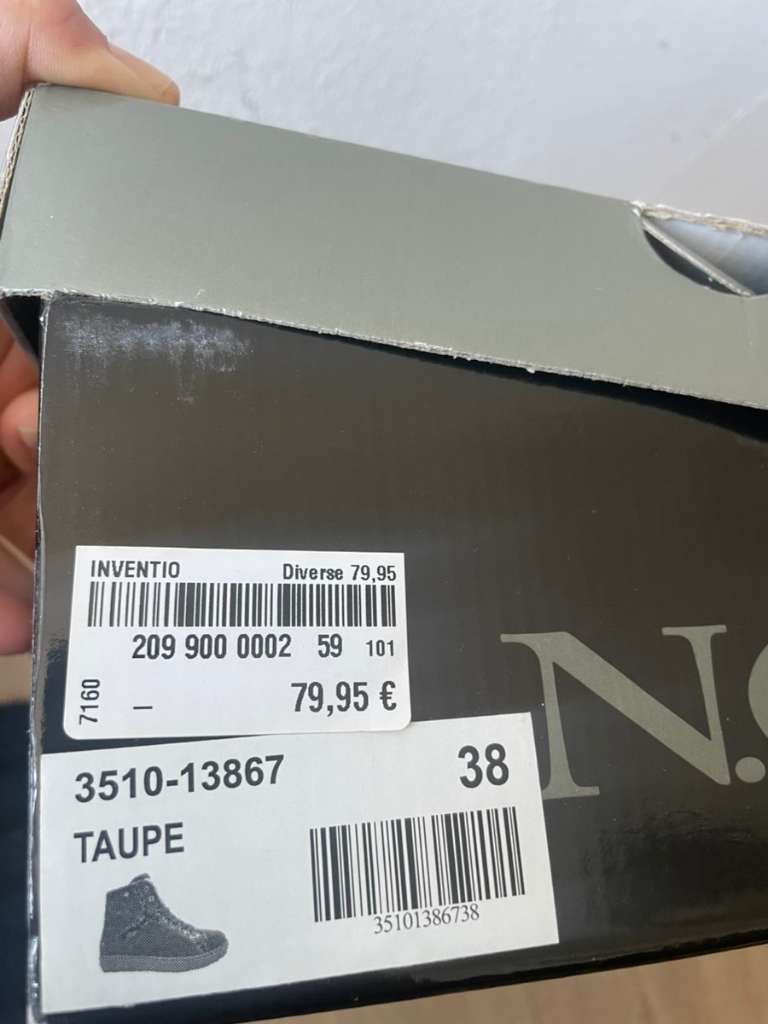 INVENTIO Diverse 79,95
209 900 0002 59 101
7160
— 79,95 €
N.
3510-13867 38
TAUPE
35101386738